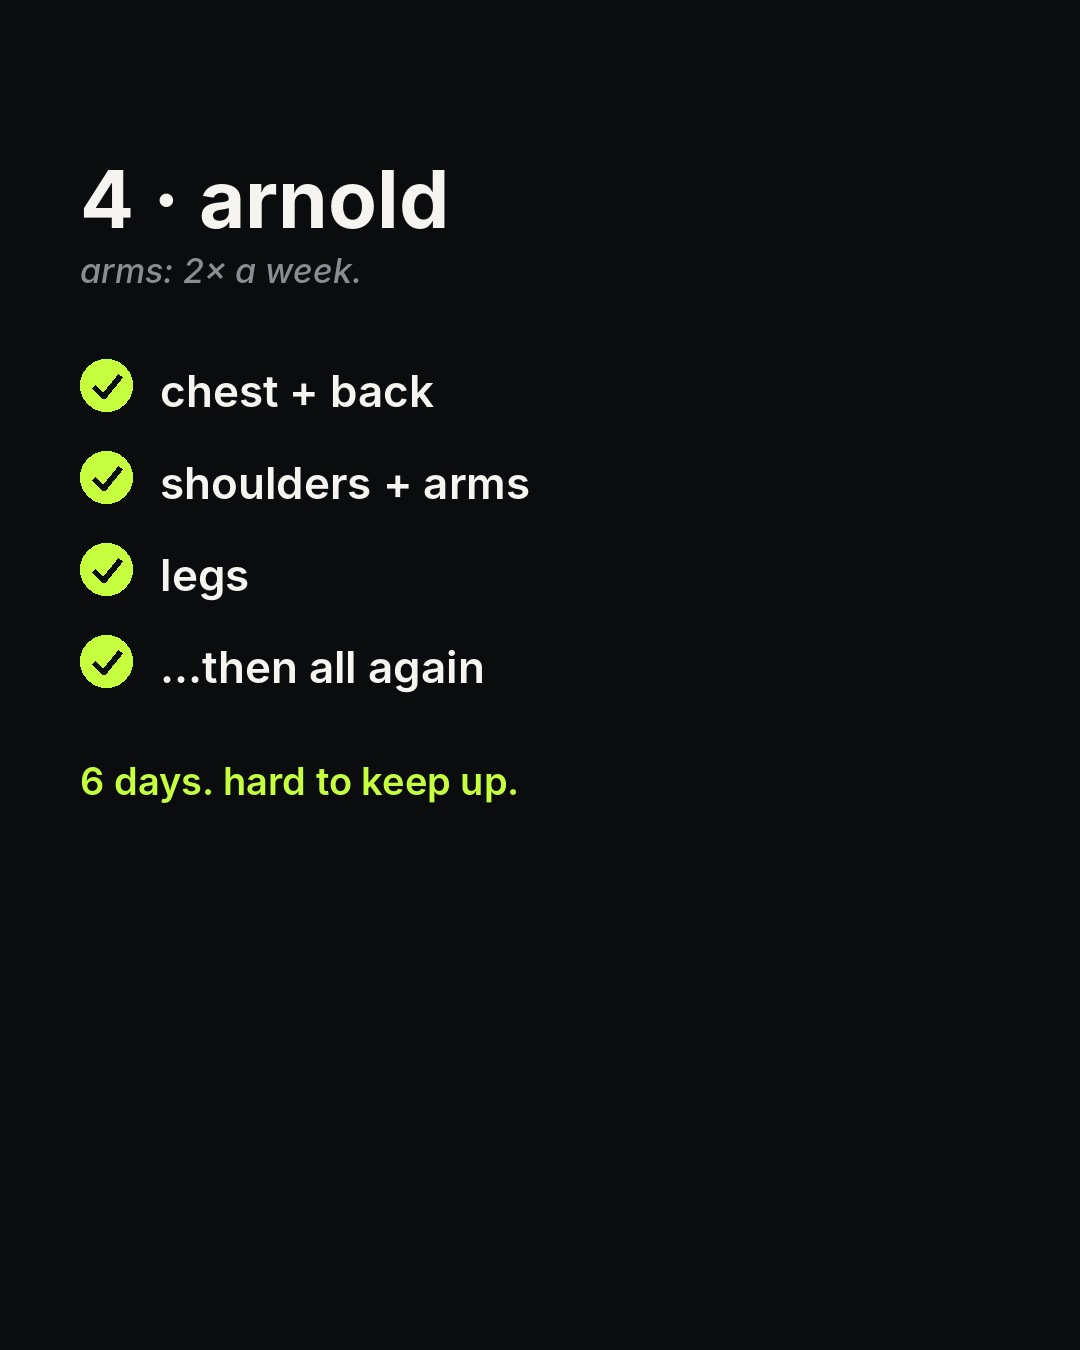 4 · arnold
arms: 2× a week.
chest + back
shoulders + arms
legs
...then all again
6 days. hard to keep up.